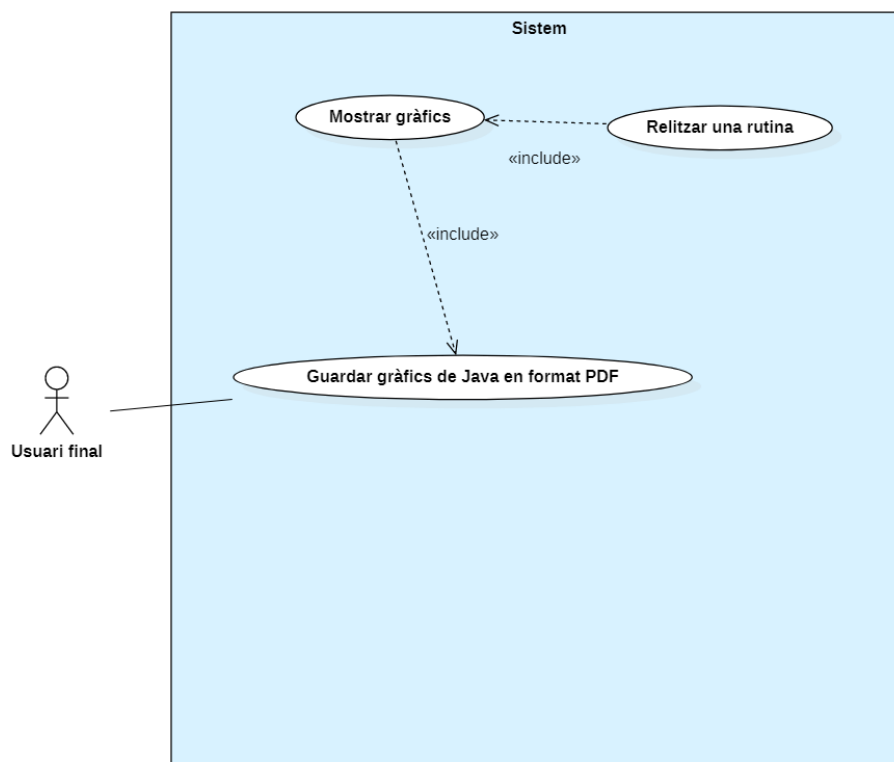 Sistem
Mostrar gràfics
Relitzar una rutina
«include»
«include»
Guardar gràfics de Java en format PDF
Usuari final